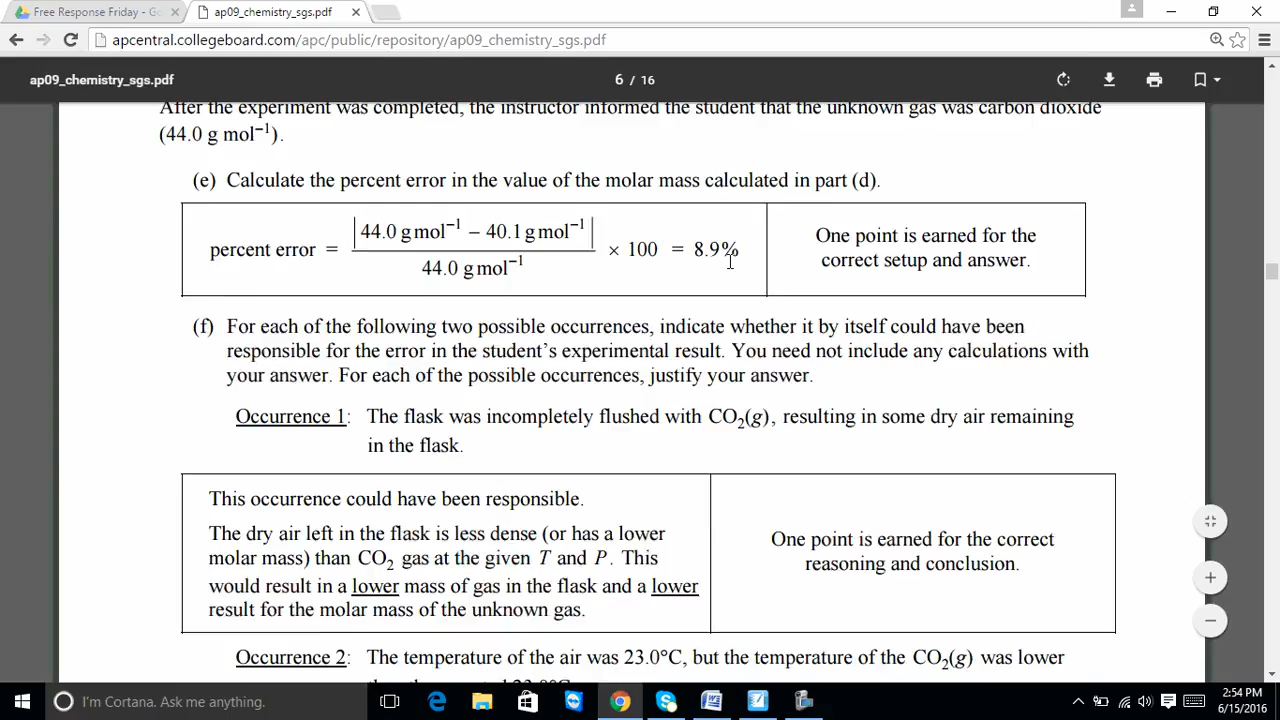 Free Response Friday - Go
ap09_chemistry_sgs.pdf
apcentral.collegeboard.com/apc/public/repository/ap09_chemistry_sgs.pdf
ap09_chemistry_sgs.pdf
6 / 16
After the experiment was completed, the instructor informed the student that the unknown gas was carbon dioxide
(44.0 g mol⁻¹).
(e) Calculate the percent error in the value of the molar mass calculated in part (d).
percent error = |44.0 g mol⁻¹ − 40.1 g mol⁻¹|
44.0 g mol⁻¹
× 100 = 8.9%
One point is earned for the
correct setup and answer.
(f) For each of the following two possible occurrences, indicate whether it by itself could have been
responsible for the error in the student's experimental result. You need not include any calculations with
your answer. For each of the possible occurrences, justify your answer.
Occurrence 1: The flask was incompletely flushed with CO₂(g), resulting in some dry air remaining
in the flask.
This occurrence could have been responsible.
The dry air left in the flask is less dense (or has a lower
molar mass) than CO₂ gas at the given T and P. This
would result in a lower mass of gas in the flask and a lower
result for the molar mass of the unknown gas.
One point is earned for the correct
reasoning and conclusion.
Occurrence 2: The temperature of the air was 23.0°C, but the temperature of the CO₂(g) was lower
I'm Cortana. Ask me anything.
2:54 PM
6/15/2016